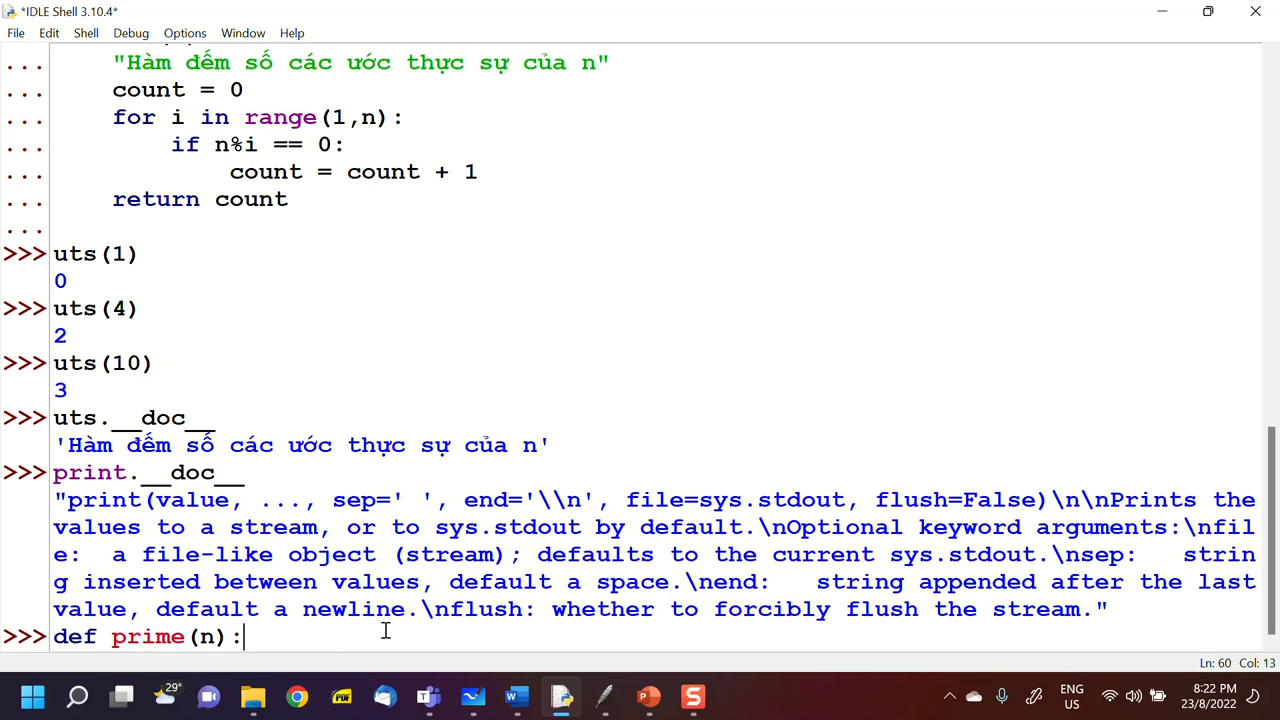 *IDLE Shell 3.10.4*
File Edit Shell Debug Options Window Help
... "Hàm đếm số các ước thực sự của n"
... count = 0
... for i in range(1,n):
... if n%i == 0:
... count = count + 1
... return count
...
>>> uts(1)
0
>>> uts(4)
2
>>> uts(10)
3
>>> uts.__doc__
'Hàm đếm số các ước thực sự của n'
>>> print.__doc__
"print(value, ..., sep=' ', end='\\n', file=sys.stdout, flush=False)\n\nPrints the
values to a stream, or to sys.stdout by default.\nOptional keyword arguments:\nfil
e:  a file-like object (stream); defaults to the current sys.stdout.\nsep:   strin
g inserted between values, default a space.\nend:   string appended after the last
value, default a newline.\nflush: whether to forcibly flush the stream."
>>> def prime(n):
Ln: 60 Col: 13
29°
PDF
ENG
US
8:22 PM
23/8/2022